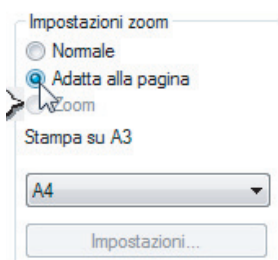 Impostazioni zoom
Normale
Adatta alla pagina
Zoom
Stampa su A3
A4
Impostazioni...